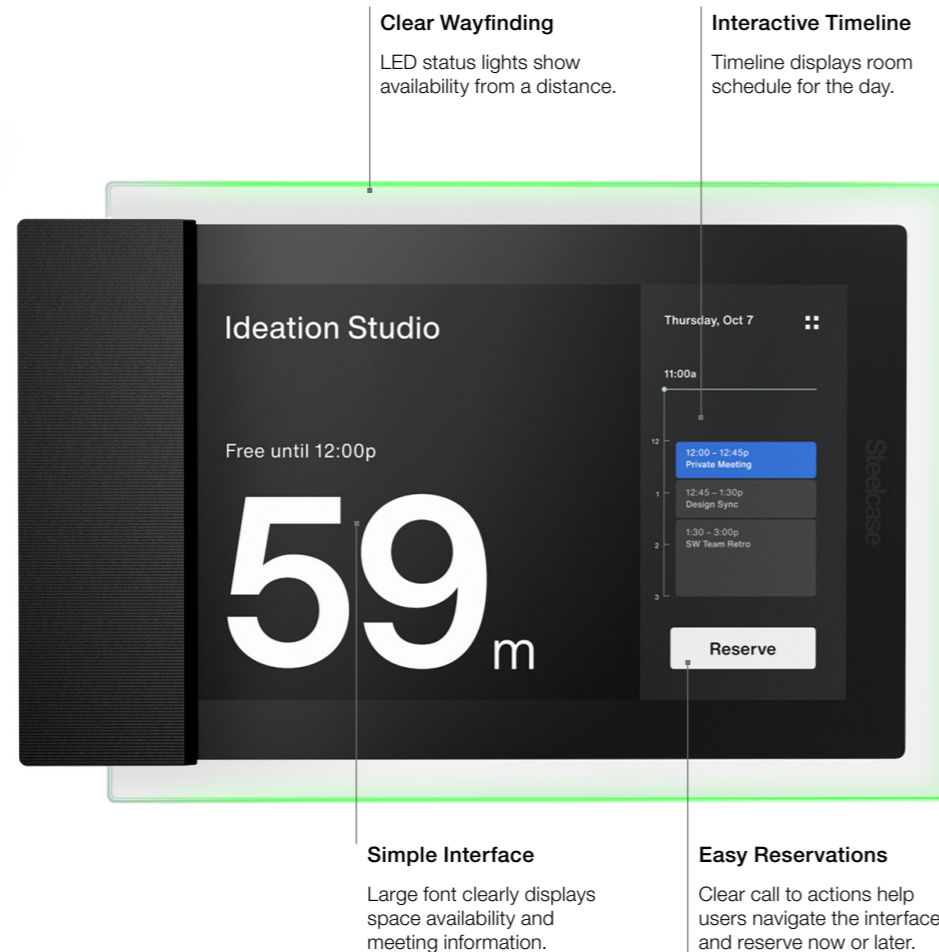 Clear Wayfinding
LED status lights show
availability from a distance.
Interactive Timeline
Timeline displays room
schedule for the day.
Ideation Studio
Free until 12:00p
59m
Thursday, Oct 7
11:00a
12
12:00 – 12:45p
Private Meeting
1
12:45 – 1:30p
Design Sync
1:30 – 3:00p
SW Team Retro
2
3
Reserve
Steelcase
Simple Interface
Large font clearly displays
space availability and
meeting information.
Easy Reservations
Clear call to actions help
users navigate the interface
and reserve now or later.